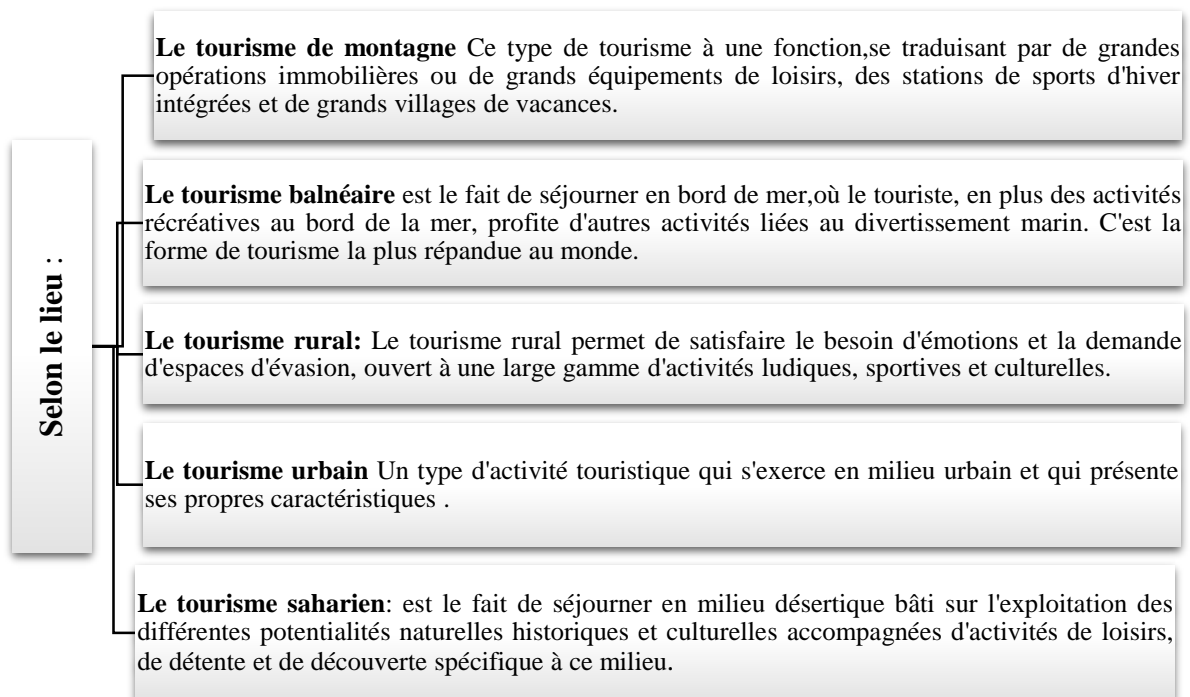 Selon le lieu :
Le tourisme de montagne Ce type de tourisme à une fonction,se traduisant par de grandes
opérations immobilières ou de grands équipements de loisirs, des stations de sports d'hiver
intégrées et de grands villages de vacances.
Le tourisme balnéaire est le fait de séjourner en bord de mer,où le touriste, en plus des activités
récréatives au bord de la mer, profite d'autres activités liées au divertissement marin. C'est la
forme de tourisme la plus répandue au monde.
Le tourisme rural: Le tourisme rural permet de satisfaire le besoin d'émotions et la demande
d'espaces d'évasion, ouvert à une large gamme d'activités ludiques, sportives et culturelles.
Le tourisme urbain Un type d'activité touristique qui s'exerce en milieu urbain et qui présente
ses propres caractéristiques .
Le tourisme saharien: est le fait de séjourner en milieu désertique bâti sur l'exploitation des
différentes potentialités naturelles historiques et culturelles accompagnées d'activités de loisirs,
de détente et de découverte spécifique à ce milieu.